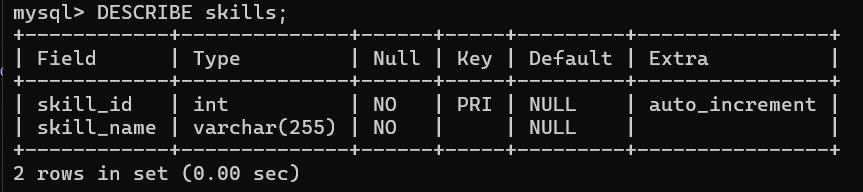 mysql> DESCRIBE skills;
+------------+--------------+------+-----+---------+----------------+
| Field      | Type         | Null | Key | Default | Extra          |
+------------+--------------+------+-----+---------+----------------+
| skill_id   | int          | NO   | PRI | NULL    | auto_increment |
| skill_name | varchar(255) | NO   |     | NULL    |                |
+------------+--------------+------+-----+---------+----------------+
2 rows in set (0.00 sec)